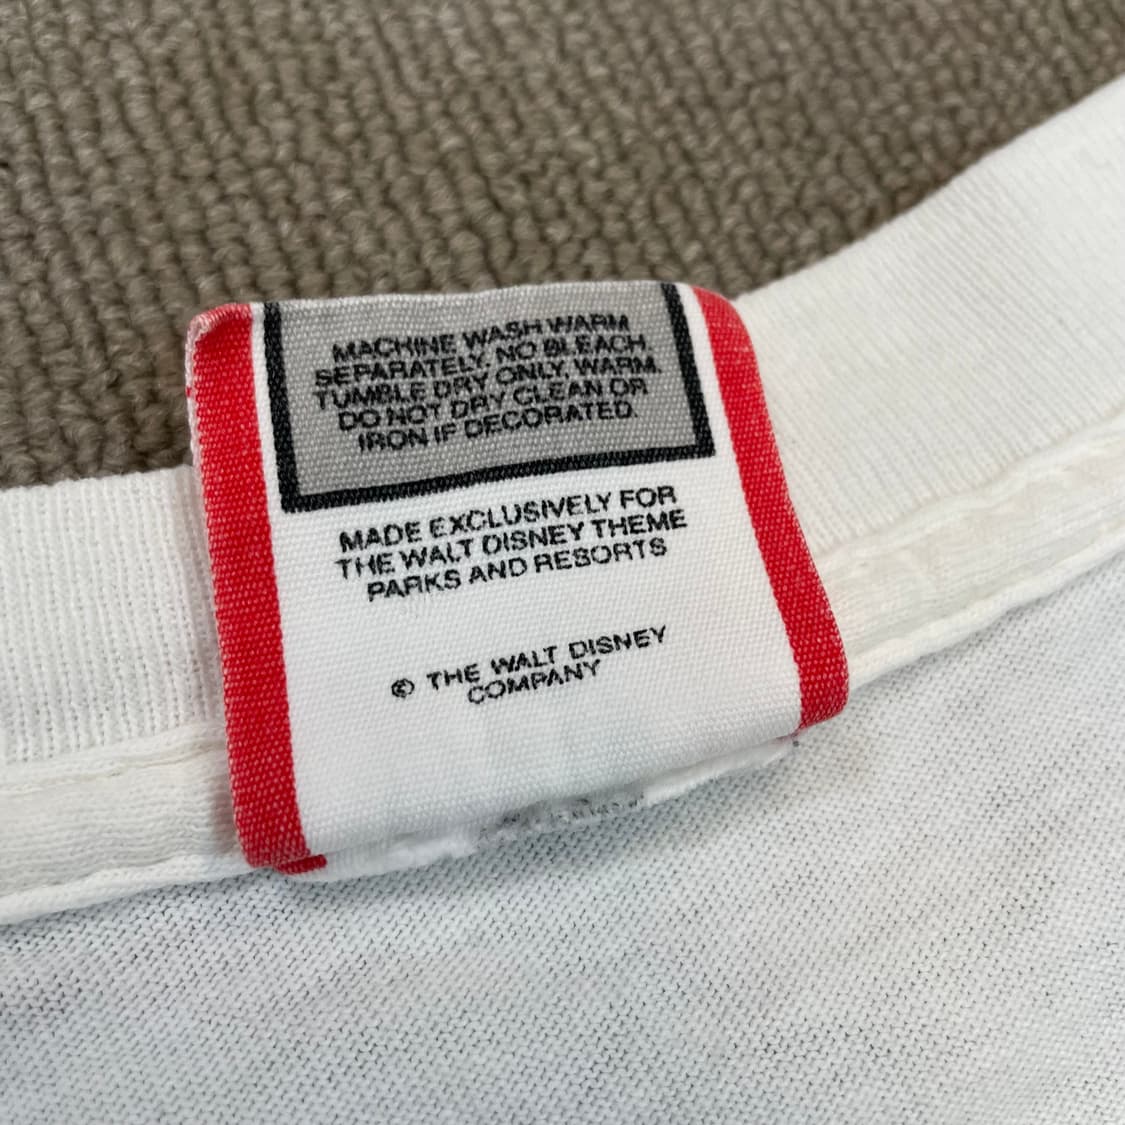 MACHINE WASH WARM
SEPARATELY, NO BLEACH,
TUMBLE DRY ONLY, WARM.
DO NOT DRY CLEAN OR
IRON IF DECORATED.
MADE EXCLUSIVELY FOR
THE WALT DISNEY THEME
PARKS AND RESORTS
© THE WALT DISNEY
COMPANY